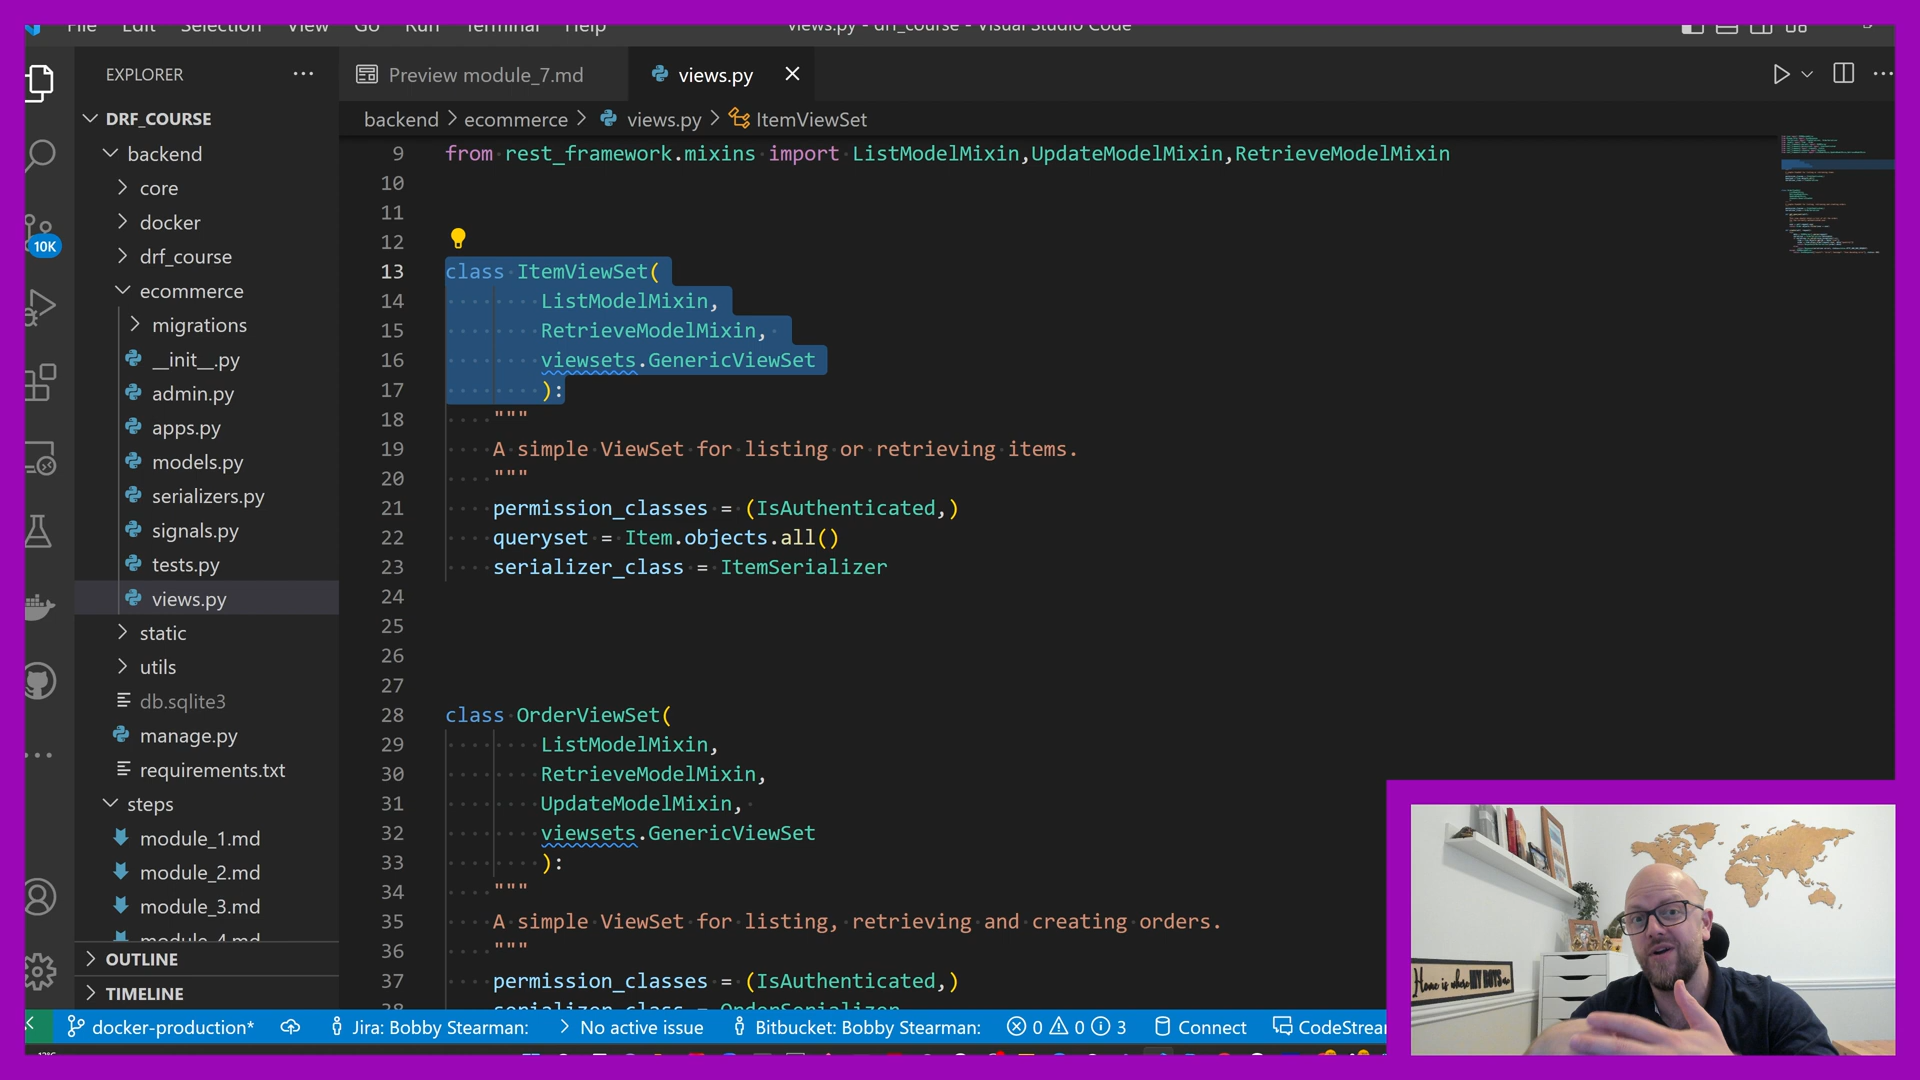 File Edit Selection View Go Run Terminal Help
views.py - drf_course - Visual Studio Code
EXPLORER
DRF_COURSE
backend
core
docker
drf_course
ecommerce
migrations
__init__.py
admin.py
apps.py
models.py
serializers.py
signals.py
tests.py
views.py
static
utils
db.sqlite3
manage.py
requirements.txt
steps
module_1.md
module_2.md
module_3.md
module_4.md
OUTLINE
TIMELINE
10K
Preview module_7.md
views.py
backend > ecommerce > views.py > ItemViewSet
9 from rest_framework.mixins import ListModelMixin,UpdateModelMixin,RetrieveModelMixin
10
11
12
13 class ItemViewSet(
14 ListModelMixin,
15 RetrieveModelMixin,
16 viewsets.GenericViewSet
17 ):
18 """
19 A simple ViewSet for listing or retrieving items.
20 """
21 permission_classes = (IsAuthenticated,)
22 queryset = Item.objects.all()
23 serializer_class = ItemSerializer
24
25
26
27
28 class OrderViewSet(
29 ListModelMixin,
30 RetrieveModelMixin,
31 UpdateModelMixin,
32 viewsets.GenericViewSet
33 ):
34 """
35 A simple ViewSet for listing, retrieving and creating orders.
36 """
37 permission_classes = (IsAuthenticated,)
38 serializer_class = OrderSerializer
docker-production* Jira: Bobby Stearman: No active issue Bitbucket: Bobby Stearman: 0 0 3 Connect CodeStream
Home is where MY BOYS are